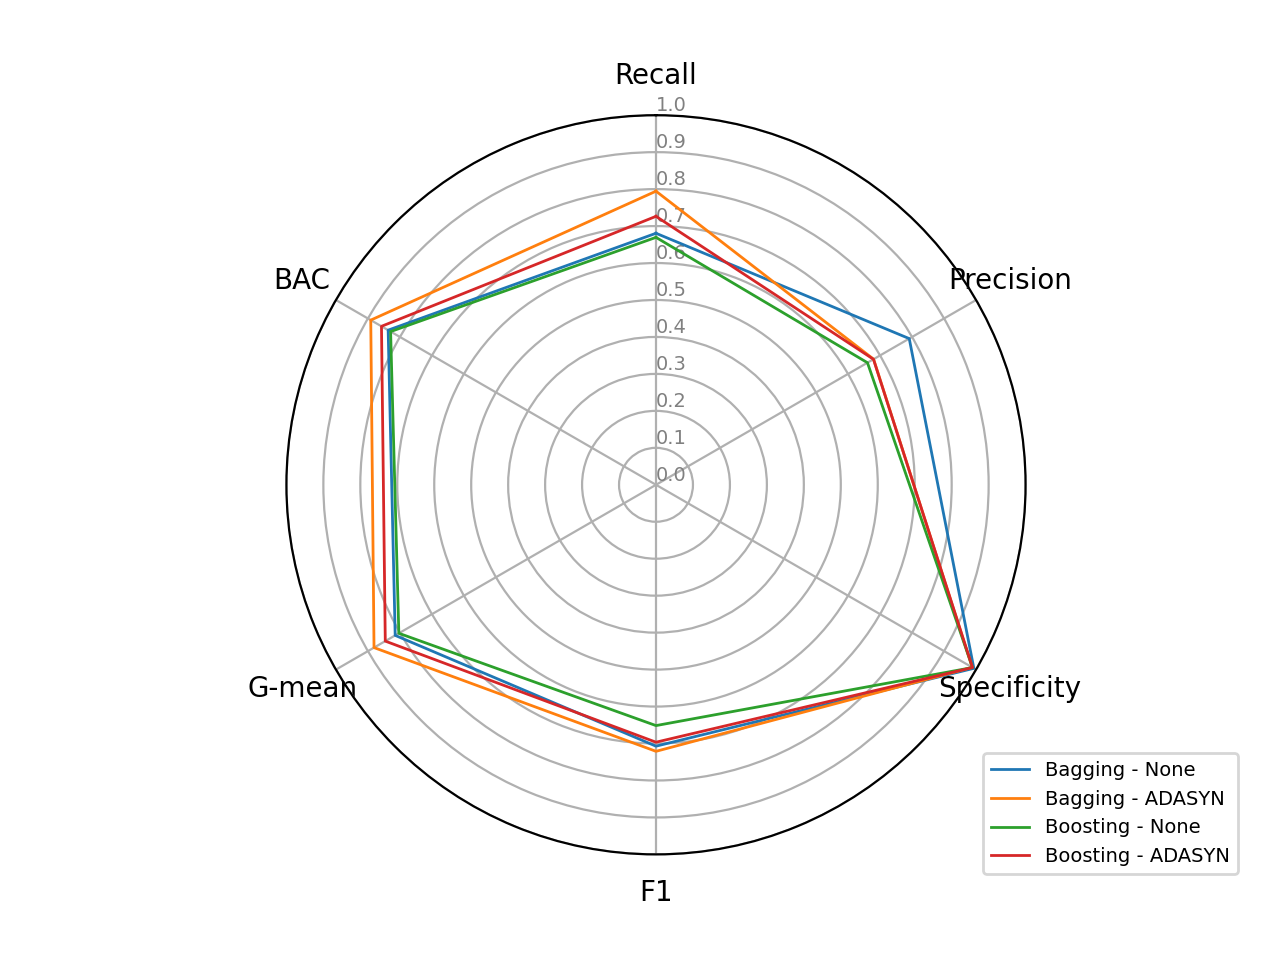 Recall
1.0
0.9
0.8
0.7
0.6
0.5
0.4
0.3
0.2
0.1
0.0
BAC
Precision
G-mean
Specificity
F1
Bagging - None
Bagging - ADASYN
Boosting - None
Boosting - ADASYN